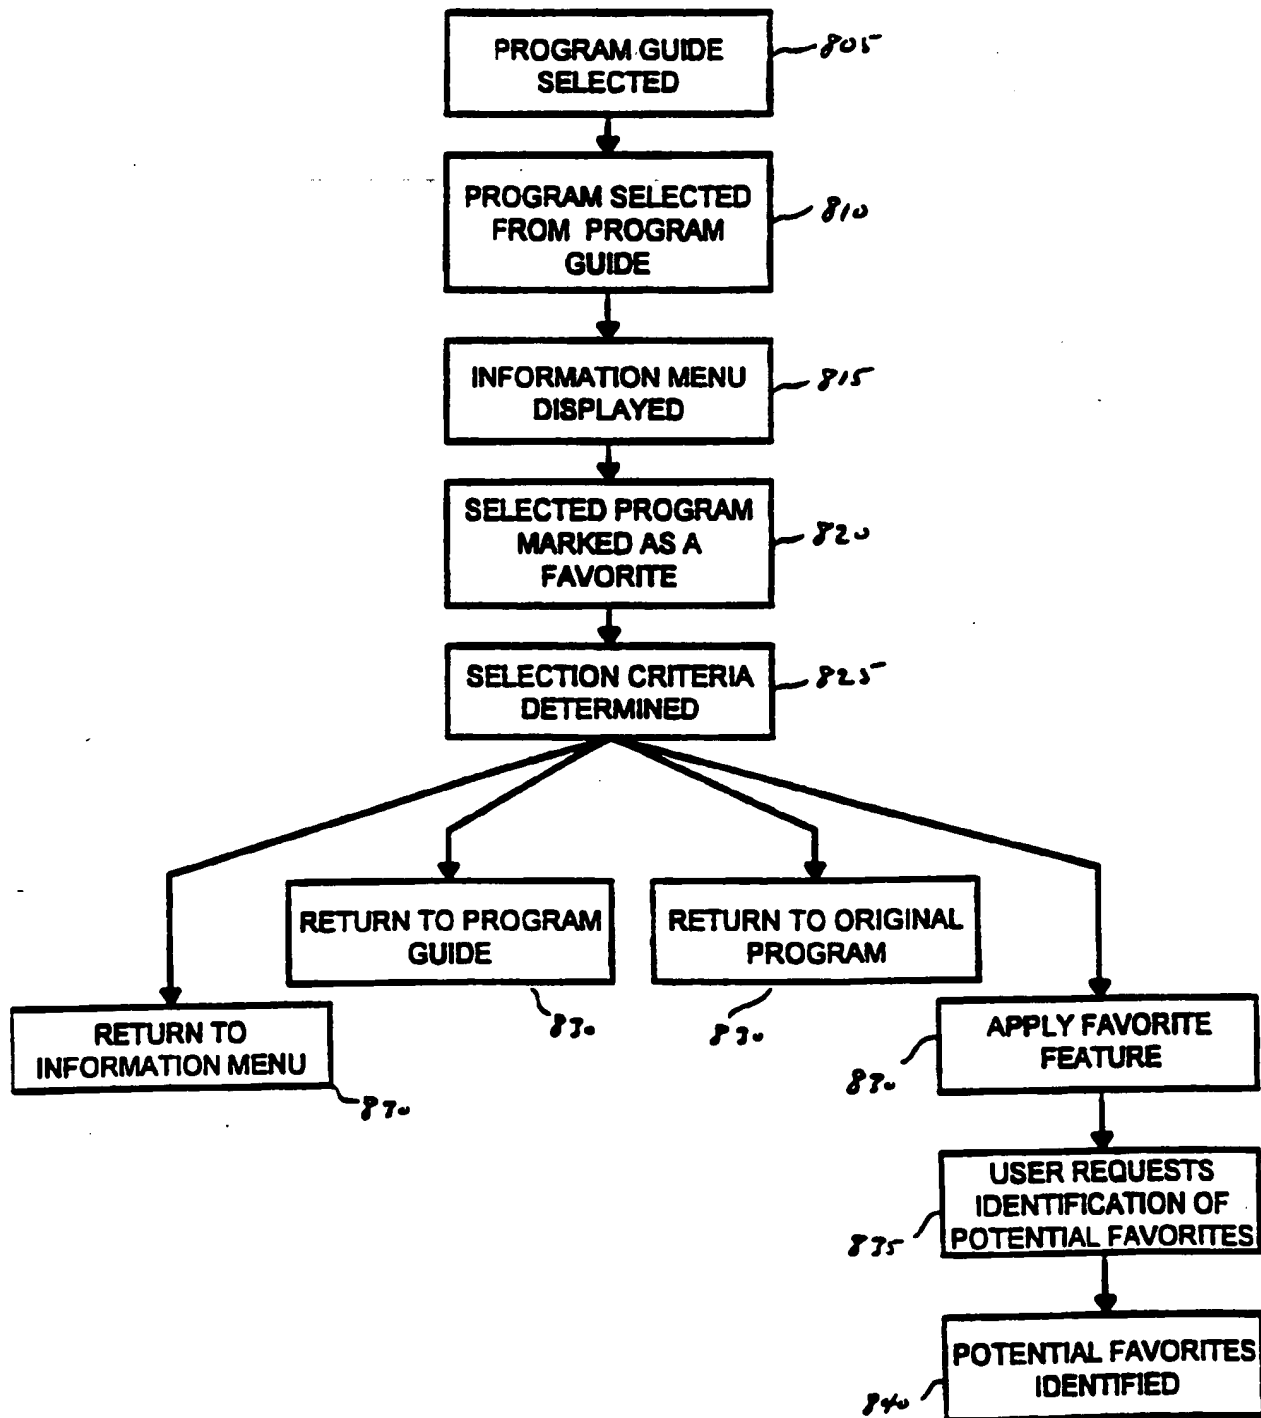 PROGRAM GUIDE
SELECTED
805
PROGRAM SELECTED
FROM PROGRAM
GUIDE
810
INFORMATION MENU
DISPLAYED
815
SELECTED PROGRAM
MARKED AS A
FAVORITE
820
SELECTION CRITERIA
DETERMINED
825
RETURN TO PROGRAM
GUIDE
830
RETURN TO ORIGINAL
PROGRAM
830
RETURN TO
INFORMATION MENU
830
APPLY FAVORITE
FEATURE
830
USER REQUESTS
IDENTIFICATION OF
POTENTIAL FAVORITES
835
POTENTIAL FAVORITES
IDENTIFIED
840